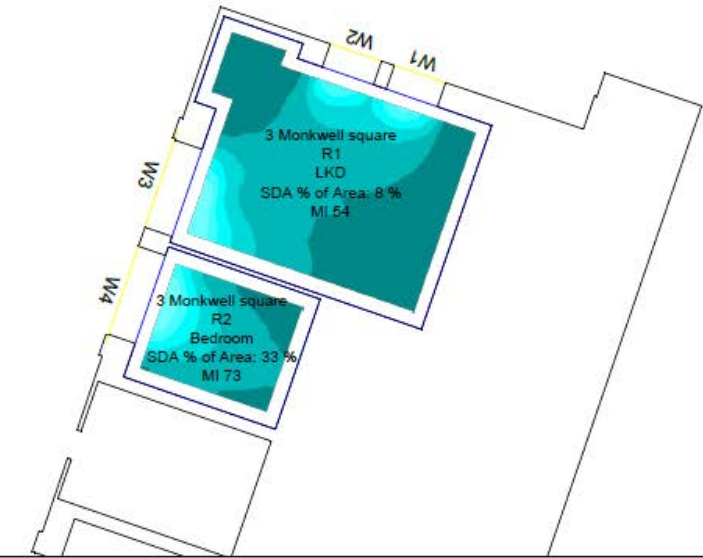 W2
W1
3 Monkwell square
R1
LKD
SDA % of Area: 8 %
MI 54
W3
W4
3 Monkwell square
R2
Bedroom
SDA % of Area: 33 %
MI 73